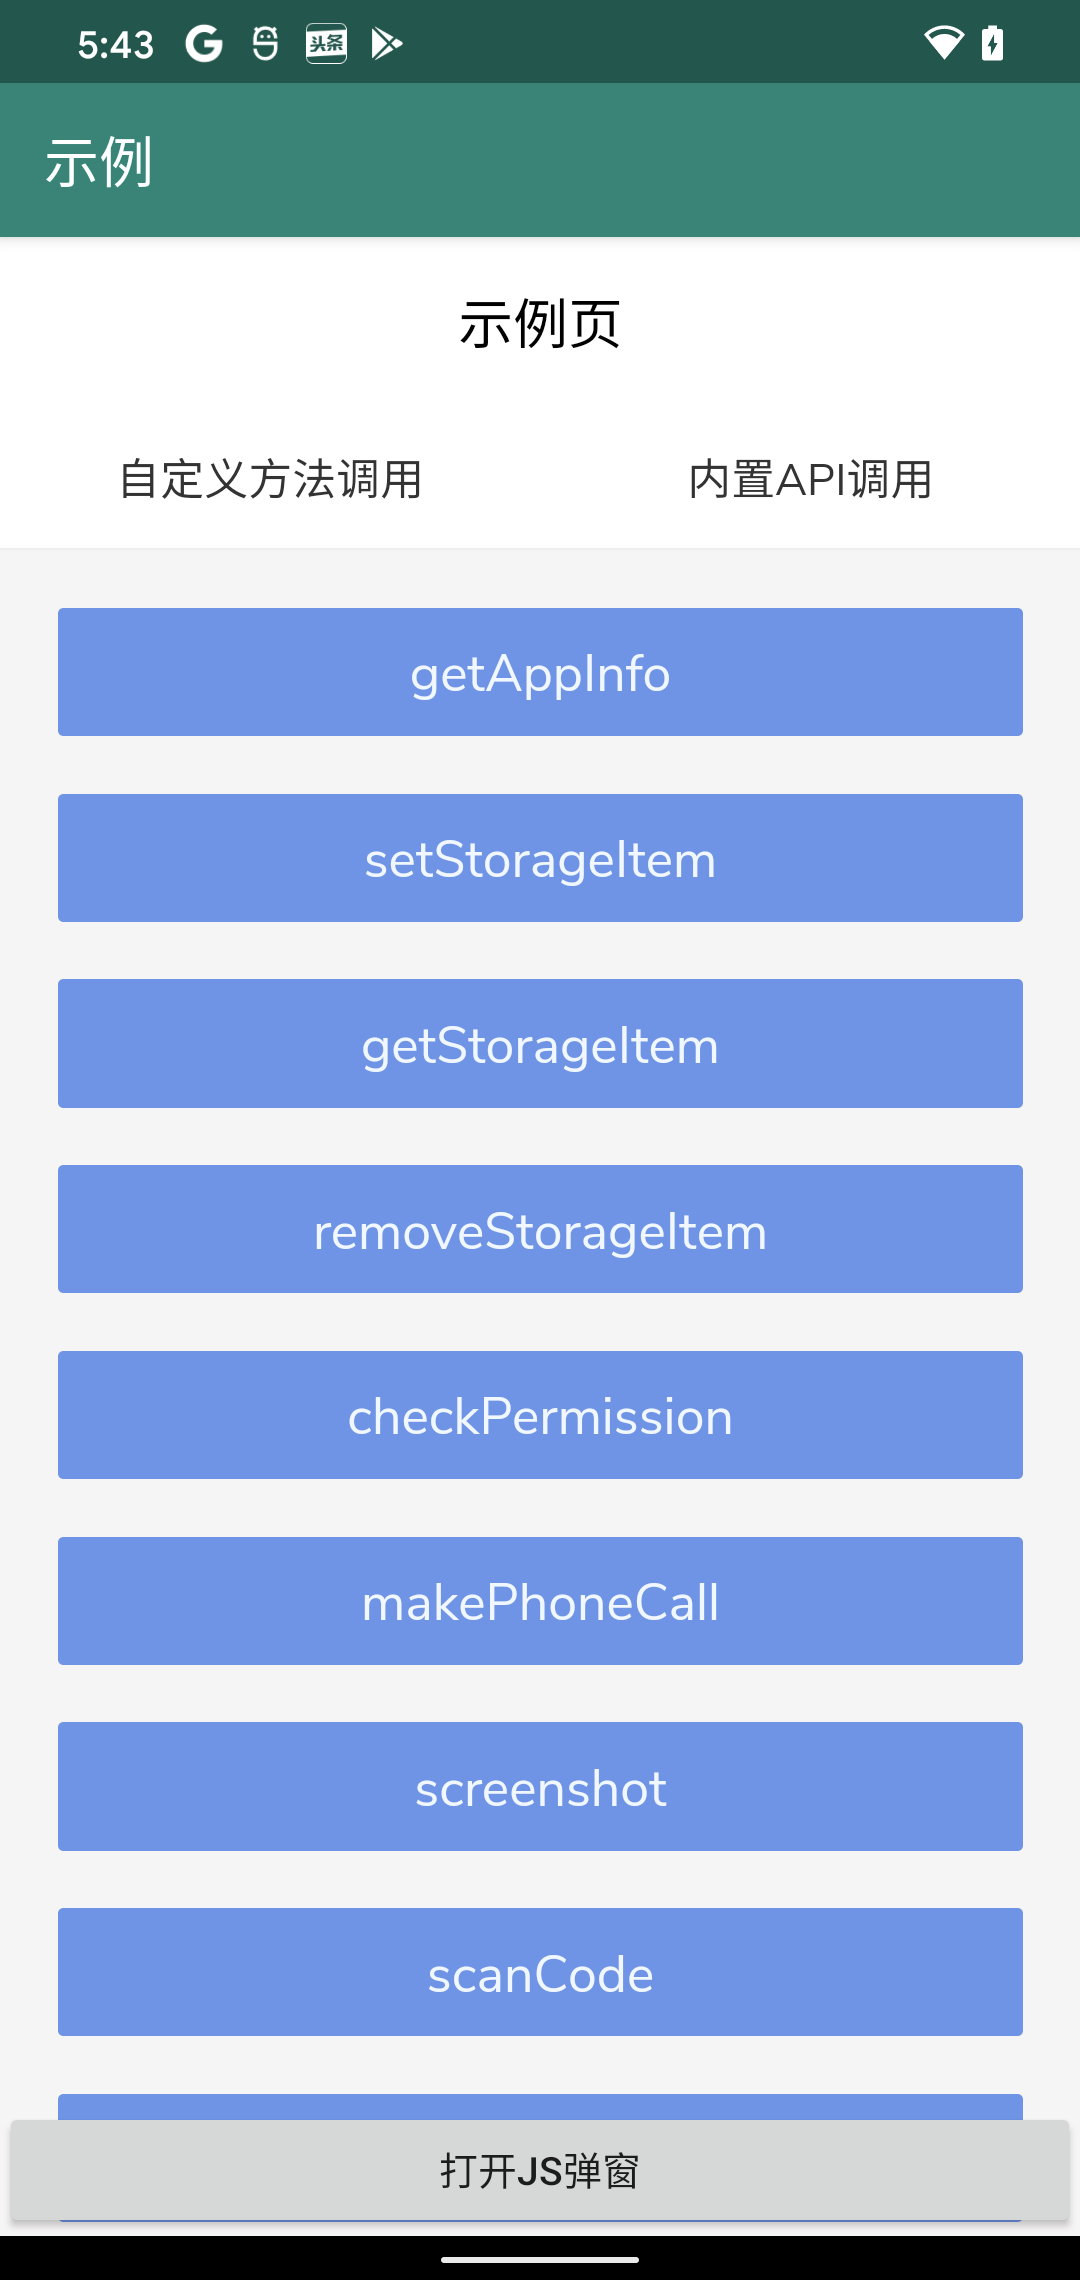 5:43
头条
示例
示例页
自定义方法调用
内置API调用
getAppInfo
setStorageItem
getStorageItem
removeStorageItem
checkPermission
makePhoneCall
screenshot
scanCode
打开JS弹窗